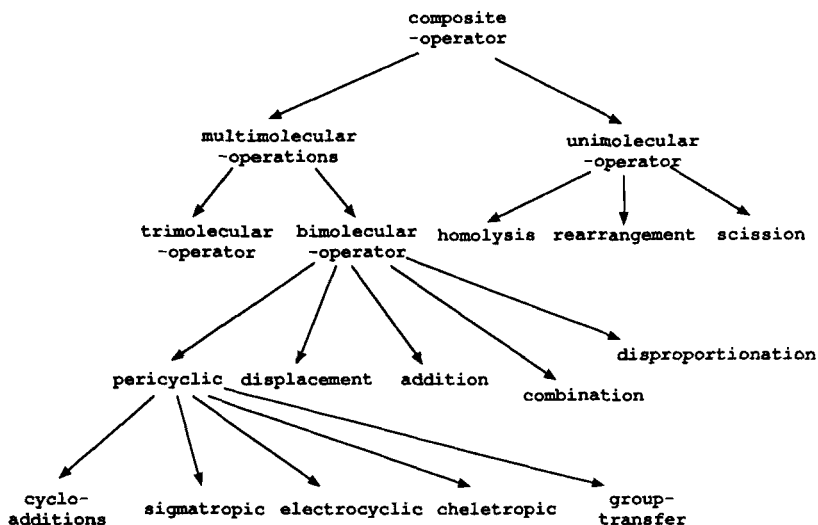 composite
-operator
multimolecular
-operations
unimolecular
-operator
trimolecular
-operator
bimolecular
-operator
homolysis
rearrangement
scission
pericyclic
displacement
addition
combination
disproportionation
cyclo-
additions
sigmatropic
electrocyclic
cheletropic
group-
transfer